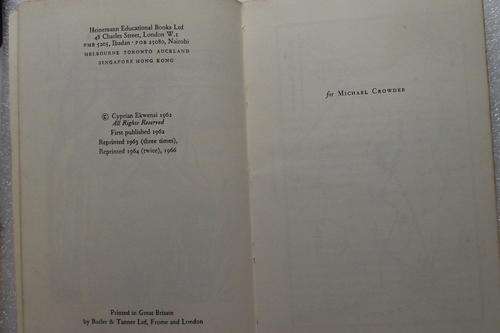 Heinemann Educational Books Ltd
48 Charles Street, London W.1
PMB 5205, Ibadan · POB 25080, Nairobi
MELBOURNE TORONTO AUCKLAND
SINGAPORE HONG KONG
© Cyprian Ekwensi 1962
All Rights Reserved
First published 1962
Reprinted 1963 (three times),
Reprinted 1964 (twice), 1966
Printed in Great Britain
by Butler & Tanner Ltd, Frome and London
for MICHAEL CROWDER